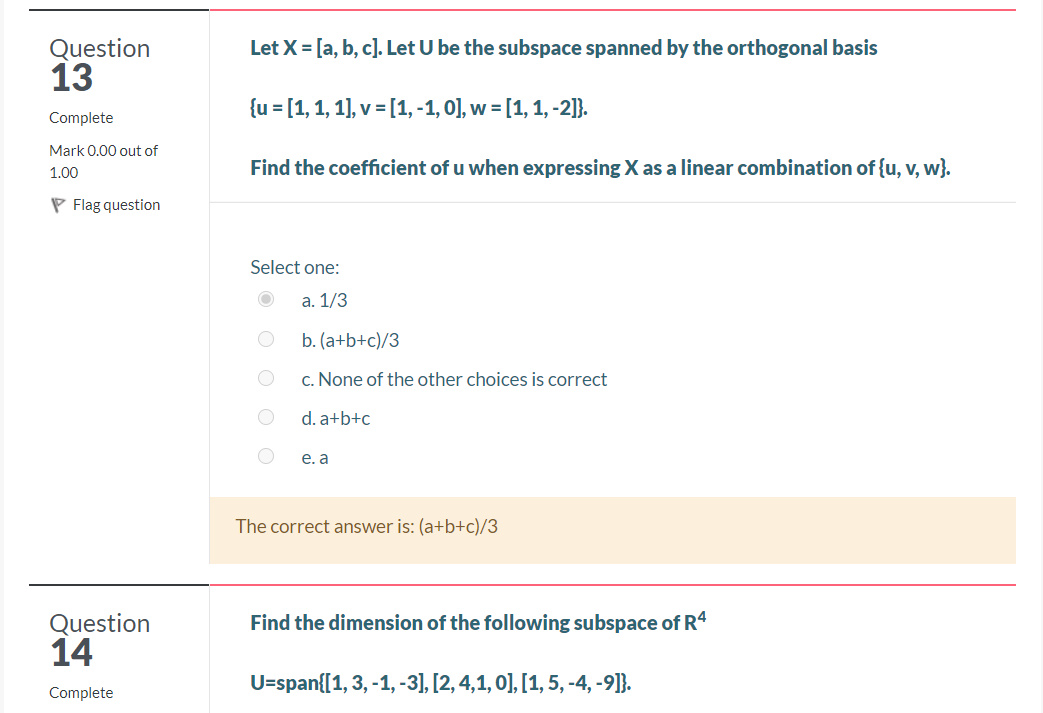 Question
13
Complete
Mark 0.00 out of
1.00
Flag question
Let X = [a, b, c]. Let U be the subspace spanned by the orthogonal basis
{u = [1, 1, 1], v = [1, -1, 0], w = [1, 1, -2]}.
Find the coefficient of u when expressing X as a linear combination of {u, v, w}.
Select one:
a. 1/3
b. (a+b+c)/3
c. None of the other choices is correct
d. a+b+c
e. a
The correct answer is: (a+b+c)/3
Question
14
Complete
Find the dimension of the following subspace of R⁴
U=span{[1, 3, -1, -3], [2, 4,1, 0], [1, 5, -4, -9]}.